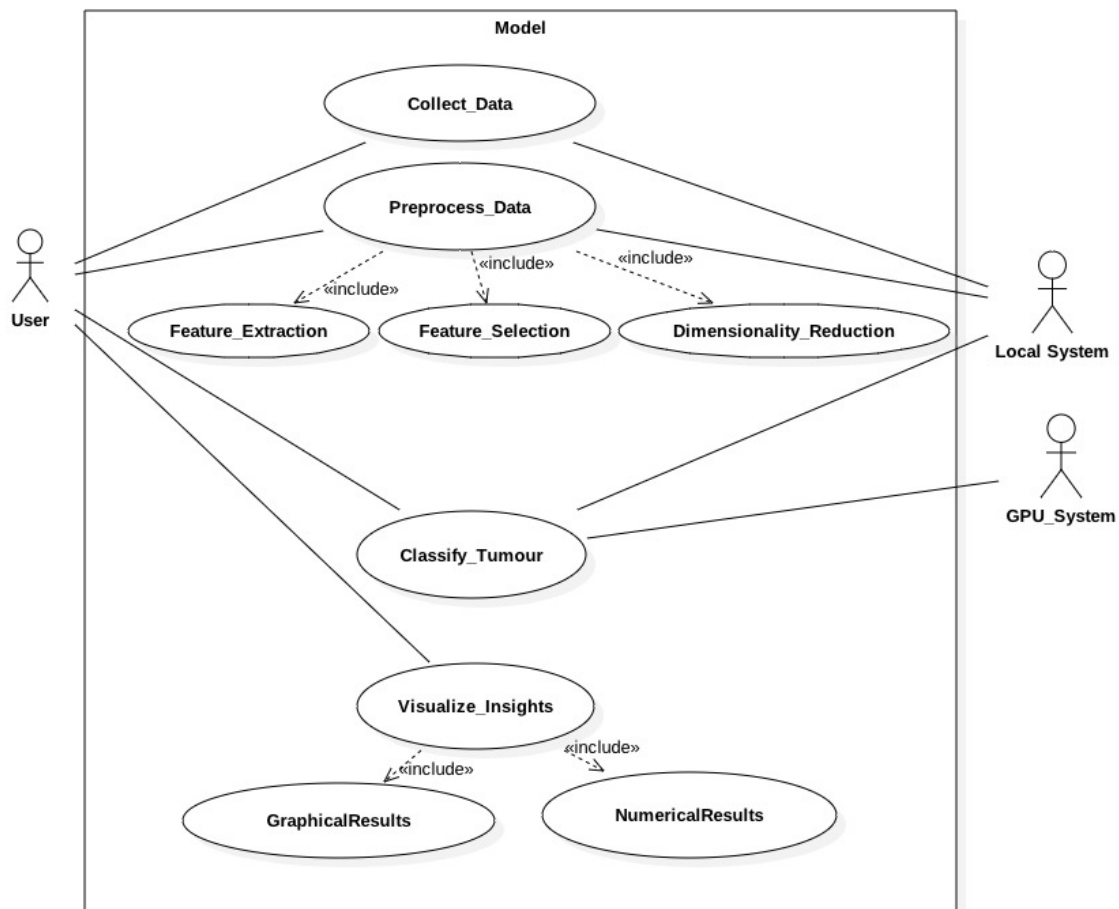 Model
Collect_Data
Preprocess_Data
«include»
«include»
«include»
Feature_Extraction
Feature_Selection
Dimensionality_Reduction
User
Local System
GPU_System
Classify_Tumour
Visualize_Insights
«include»
«include»
GraphicalResults
NumericalResults